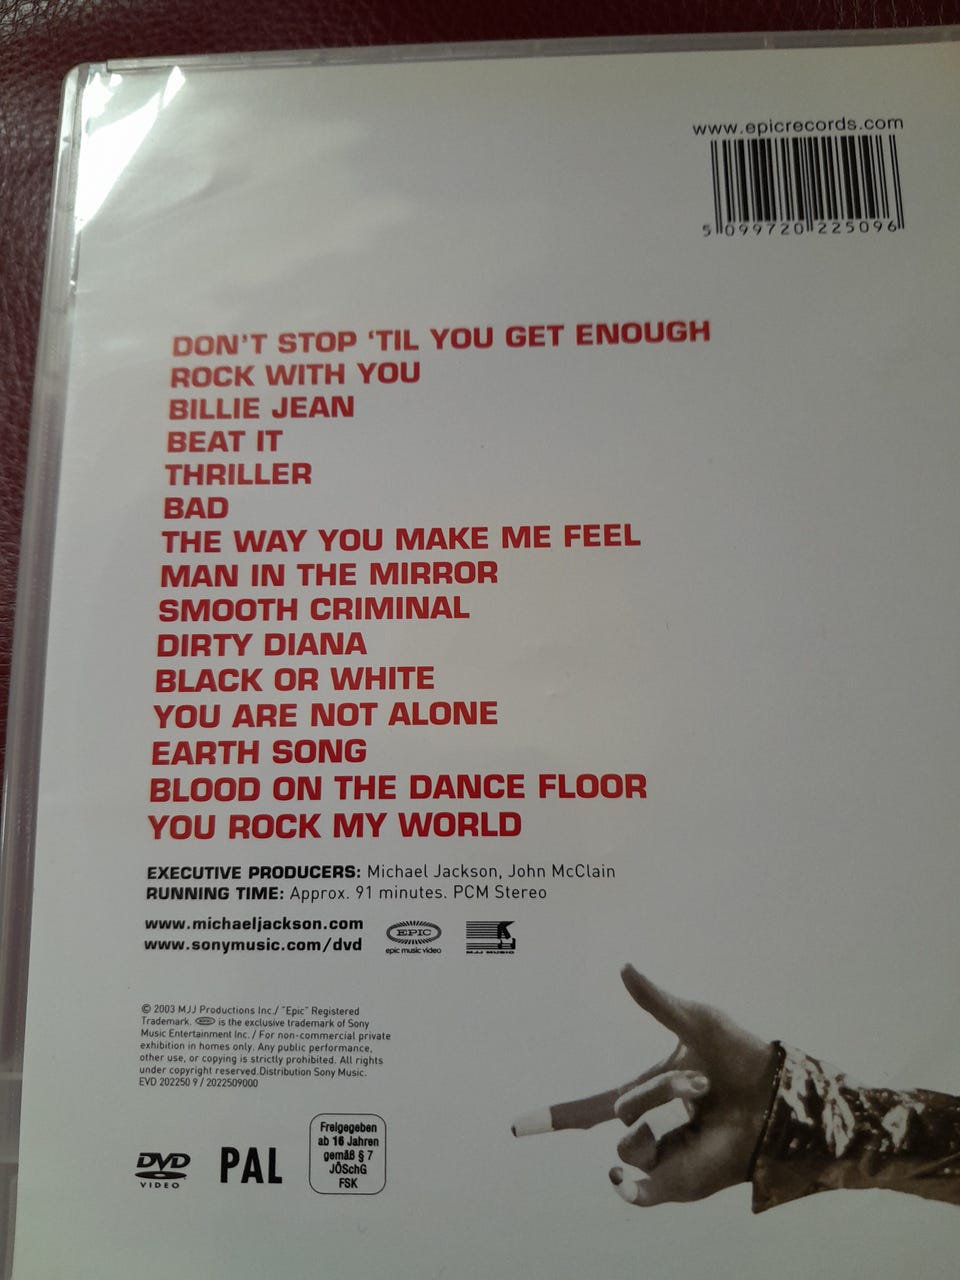 www.epicrecords.com
5 099720 225096
DON'T STOP 'TIL YOU GET ENOUGH
ROCK WITH YOU
BILLIE JEAN
BEAT IT
THRILLER
BAD
THE WAY YOU MAKE ME FEEL
MAN IN THE MIRROR
SMOOTH CRIMINAL
DIRTY DIANA
BLACK OR WHITE
YOU ARE NOT ALONE
EARTH SONG
BLOOD ON THE DANCE FLOOR
YOU ROCK MY WORLD
EXECUTIVE PRODUCERS: Michael Jackson, John McClain
RUNNING TIME: Approx. 91 minutes. PCM Stereo
www.michaeljackson.com
www.sonymusic.com/dvd
EPIC
epic music video
MJJ MUSIC
© 2003 MJJ Productions Inc./ "Epic" Registered
Trademark. EPIC is the exclusive trademark of Sony
Music Entertainment Inc. / For non-commercial private
exhibition in homes only. Any public performance,
other use, or copying is strictly prohibited. All rights
under copyright reserved.Distribution Sony Music.
EVD 202250 9 / 2022509000
DVD
VIDEO
PAL
Freigegeben
ab 16 Jahren
gemäß § 7
JÖSchG
FSK